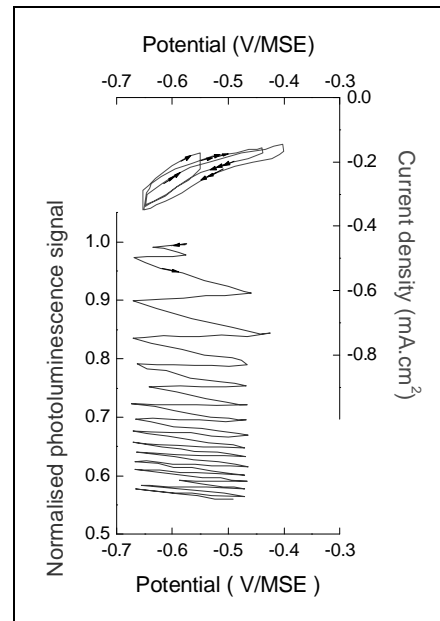 Potential (V/MSE)
-0.7 -0.6 -0.5 -0.4 -0.3
0.0
-0.2
-0.4
-0.6
-0.8
Current density (mA.cm²)
Normalised photoluminescence signal
1.0
0.9
0.8
0.7
0.6
0.5
-0.7 -0.6 -0.5 -0.4 -0.3
Potential ( V/MSE )